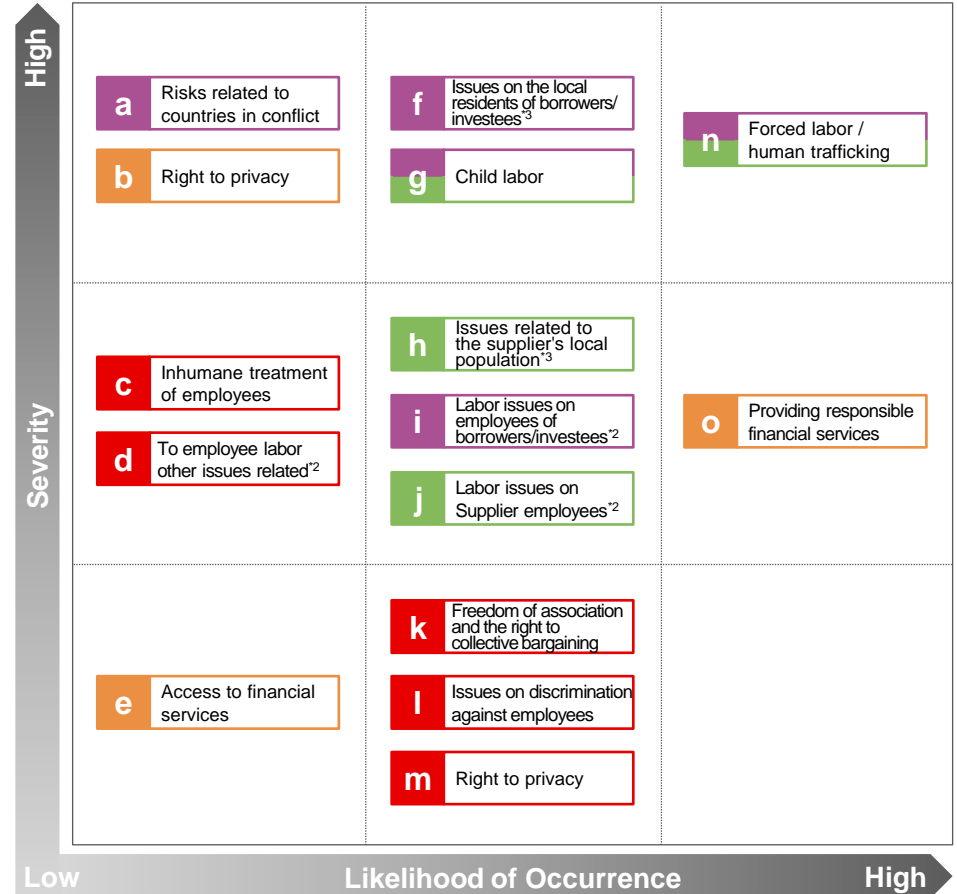 High
Severity
a
Risks related to
countries in conflict
b
Right to privacy
f
Issues on the local
residents of borrowers/
investees*3
g
Child labor
n
Forced labor /
human trafficking
c
Inhumane treatment
of employees
d
To employee labor
other issues related*2
h
Issues related to
the supplier's local
population*3
i
Labor issues on
employees of
borrowers/investees*2
j
Labor issues on
Supplier employees*2
o
Providing responsible
financial services
e
Access to financial
services
k
Freedom of association
and the right to
collective bargaining
l
Issues on discrimination
against employees
m
Right to privacy
Low
Likelihood of Occurrence
High